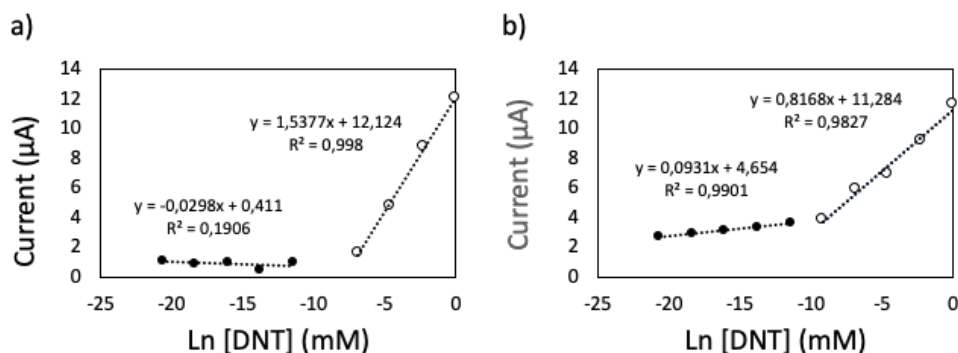 a)
14
12
10
8
6
4
2
0
Current (μA)
y = 1,5377x + 12,124
R² = 0,998
y = -0,0298x + 0,411
R² = 0,1906
-25 -20 -15 -10 -5 0
Ln [DNT] (mM)
b)
14
12
10
8
6
4
2
0
Current (μA)
y = 0,8168x + 11,284
R² = 0,9827
y = 0,0931x + 4,654
R² = 0,9901
-25 -20 -15 -10 -5 0
Ln [DNT] (mM)